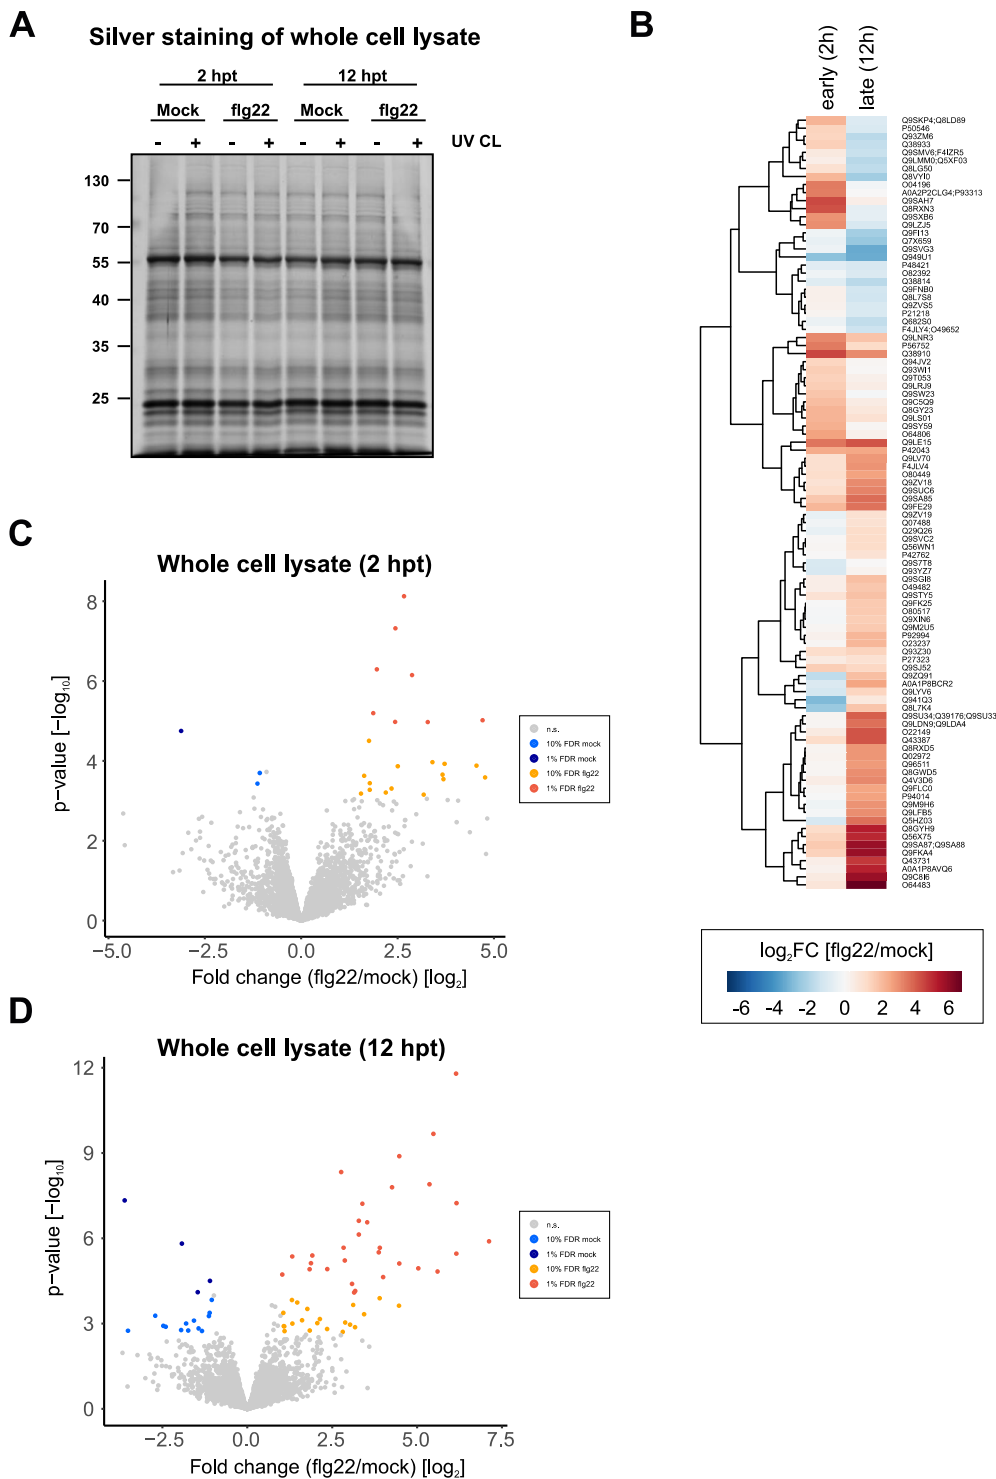 A
Silver staining of whole cell lysate
2 hpt 12 hpt
Mock flg22 Mock flg22
- + - + - + - + UV CL
130
70
55
40
35
25
B
early (2h)
late (12h)
Q9SKP4;Q8LD89
P50546
Q93ZM6
Q38933
Q9SMV6;F4IZR5
Q9LMM0;Q5XF03
Q8LG50
Q8VYI0
O04196
A0A2P2CLG4;P93313
Q9SAH7
Q8RXN3
Q9SXB6
Q9LZJ5
Q9FI13
Q7X659
Q9SVG3
Q949U1
P48421
O82392
Q38814
Q9FNB0
Q8L7S8
Q9ZVS5
P21218
Q682S0
F4JLY4;O49652
Q9LNR3
P56752
Q38910
Q94JV2
Q93WI1
Q9T053
Q9LRJ9
Q9SW23
Q9C5Q9
Q8GY23
Q9LS01
Q9SY59
O64806
Q9LE15
P42043
Q9LV70
F4JLV4
O80449
Q9ZV18
Q9SUC6
Q9SA85
Q9FE29
Q9ZV19
Q07488
Q29Q26
Q9SVC2
Q56WN1
P42762
Q9S7T8
Q93YZ7
Q9SGI8
O49482
Q9STY5
Q9FK25
O80517
Q9XIN6
Q9M2U5
P92994
O23237
Q93Z30
P27323
Q9SJ52
Q9ZQ91
A0A1P8BCR2
Q9LYV6
Q941Q3
Q8L7K4
Q9SU34;Q39176;Q9SU33
Q9LDN9;Q9LDA4
O22149
Q43387
Q8RXD5
Q02972
Q96511
Q8GWD5
Q4V3D6
Q9FLC0
P94014
Q9M9H6
Q9LFB5
Q5HZ03
Q8GYH9
Q56X75
Q9SA87;Q9SA88
Q9FKA4
Q43731
A0A1P8AVQ6
Q9C8I6
O64483
log₂FC [flg22/mock]
-6 -4 -2 0 2 4 6
C
Whole cell lysate (2 hpt)
p−value [−log₁₀]
8
6
4
2
0
−5.0 −2.5 0.0 2.5 5.0
Fold change (flg22/mock) [log₂]
n.s.
10% FDR mock
1% FDR mock
10% FDR flg22
1% FDR flg22
D
Whole cell lysate (12 hpt)
p−value [−log₁₀]
12
9
6
3
0
−2.5 0.0 2.5 5.0 7.5
Fold change (flg22/mock) [log₂]
n.s.
10% FDR mock
1% FDR mock
10% FDR flg22
1% FDR flg22